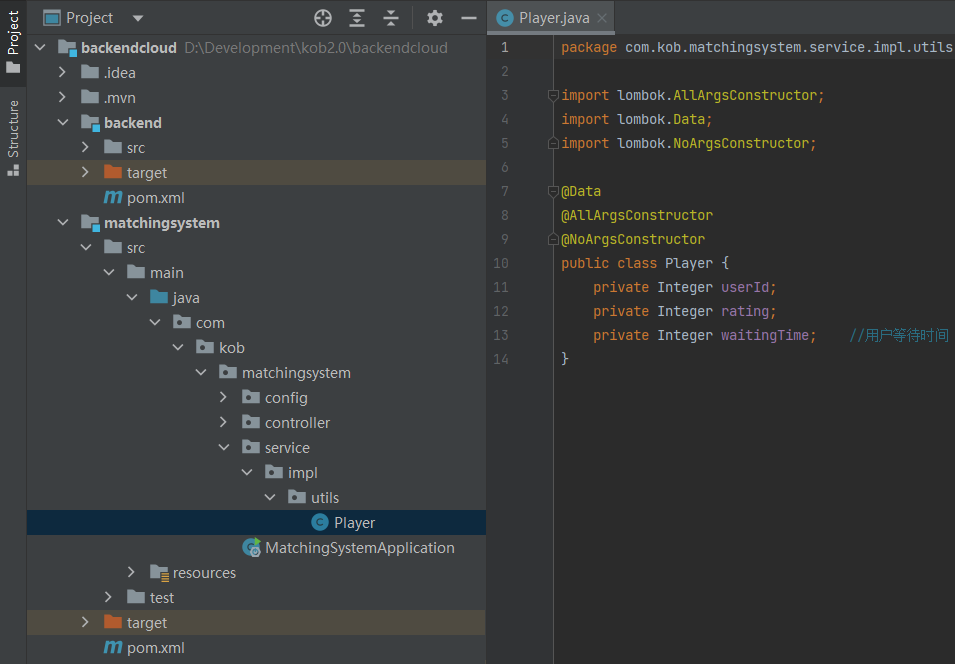 Project
Structure
Project
backendcloud D:\Development\kob2.0\backendcloud
.idea
.mvn
backend
src
target
pom.xml
matchingsystem
src
main
java
com
kob
matchingsystem
config
controller
service
impl
utils
Player
MatchingSystemApplication
resources
test
target
pom.xml
Player.java
1 package com.kob.matchingsystem.service.impl.utils
2
3 import lombok.AllArgsConstructor;
4 import lombok.Data;
5 import lombok.NoArgsConstructor;
6
7 @Data
8 @AllArgsConstructor
9 @NoArgsConstructor
10 public class Player {
11 private Integer userId;
12 private Integer rating;
13 private Integer waitingTime; //用户等待时间
14 }